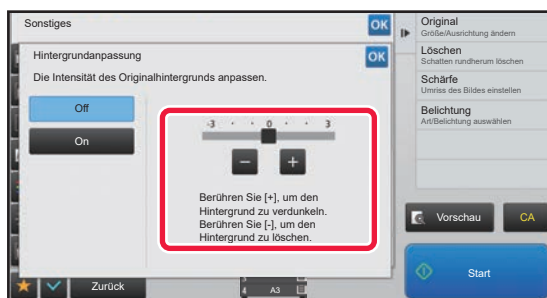 Sonstiges
OK
Hintergrundanpassung
OK
Die Intensität des Originalhintergrunds anpassen.
Off
On
-3 0 3
Berühren Sie [+], um den
Hintergrund zu verdunkeln.
Berühren Sie [-], um den
Hintergrund zu löschen.
Zurück
4 A3
Original
Größe/Ausrichtung ändern
Löschen
Schatten rundherum löschen
Schärfe
Umriss des Bildes einstellen
Belichtung
Art/Belichtung auswählen
Vorschau
CA
Start